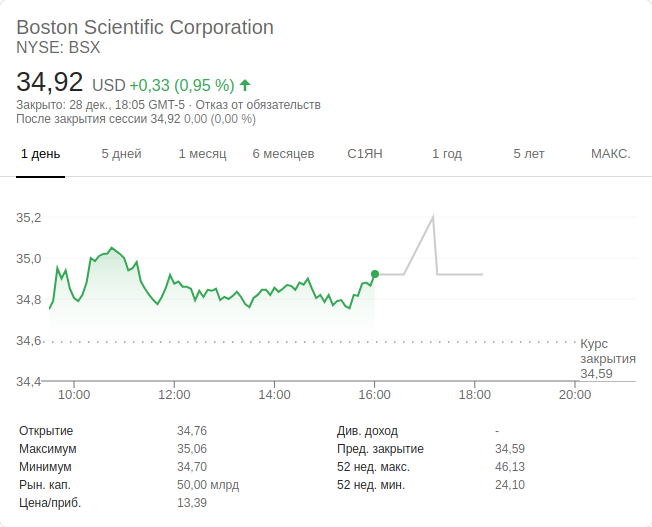 Boston Scientific Corporation
NYSE: BSX
34,92 USD +0,33 (0,95 %)
Закрыто: 28 дек., 18:05 GMT-5 · Отказ от обязательств
После закрытия сессии 34,92 0,00 (0,00 %)
1 день 5 дней 1 месяц 6 месяцев С1ЯН 1 год 5 лет МАКС.
35,2
35,0
34,8
34,6
Курс
закрытия
34,59
34,4
10:00 12:00 14:00 16:00 18:00 20:00
Открытие 34,76 Див. доход -
Максимум 35,06 Пред. закрытие 34,59
Минимум 34,70 52 нед. макс. 46,13
Рын. кап. 50,00 млрд 52 нед. мин. 24,10
Цена/приб. 13,39